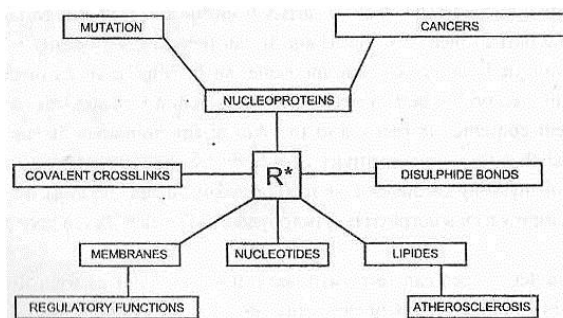 MUTATION
CANCERS
NUCLEOPROTEINS
COVALENT CROSSLINKS
R*
DISULPHIDE BONDS
MEMBRANES
NUCLEOTIDES
LIPIDES
REGULATORY FUNCTIONS
ATHEROSCLEROSIS